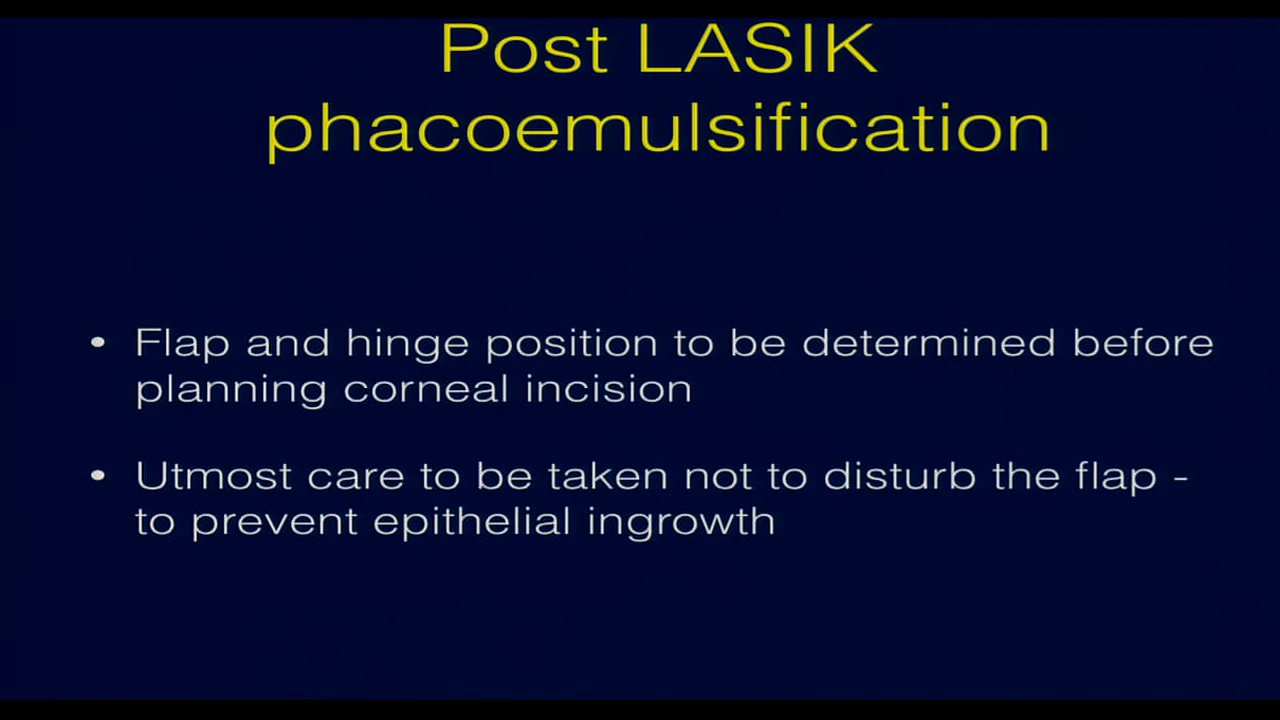 Post LASIK
phacoemulsification
• Flap and hinge position to be determined before
planning corneal incision
• Utmost care to be taken not to disturb the flap -
to prevent epithelial ingrowth